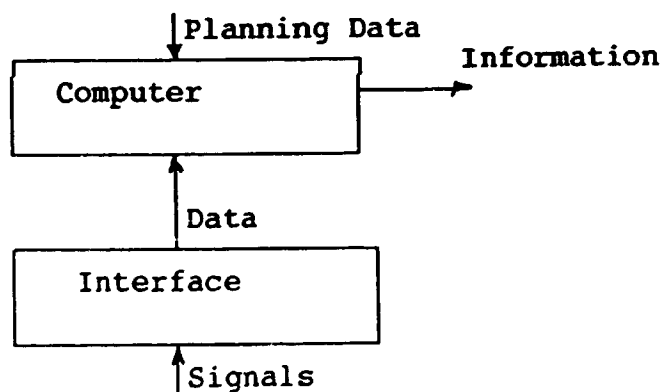 Planning Data
Information
Computer
Data
Interface
Signals